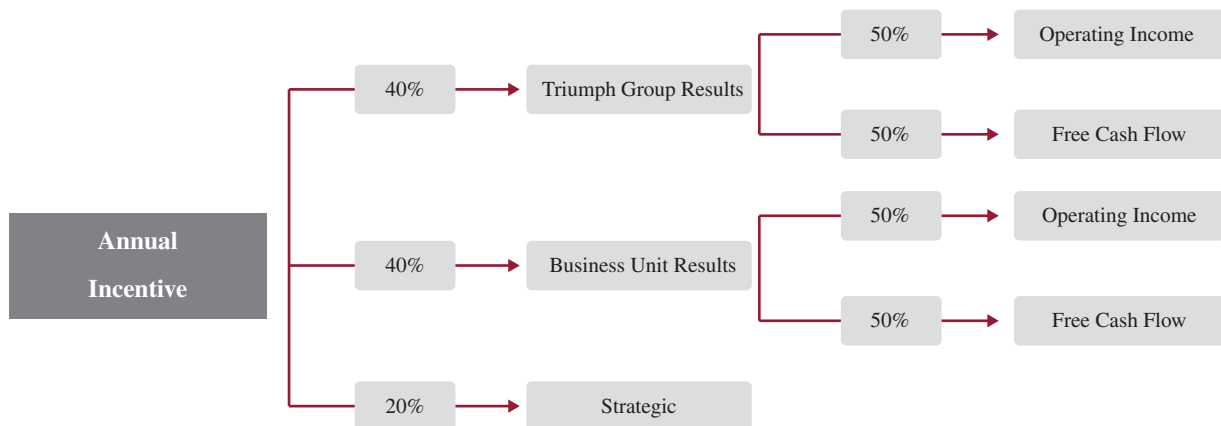 50%
Operating Income
40%
Triumph Group Results
50%
Free Cash Flow
50%
Operating Income
Annual
Incentive
40%
Business Unit Results
50%
Free Cash Flow
20%
Strategic